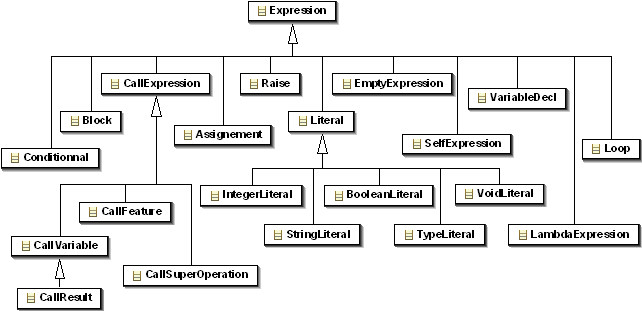 Expression
CallExpression
Raise
EmptyExpression
VariableDecl
Block
Assignement
Literal
SelfExpression
Loop
Conditionnal
IntegerLiteral
BooleanLiteral
VoidLiteral
CallFeature
StringLiteral
TypeLiteral
LambdaExpression
CallVariable
CallSuperOperation
CallResult